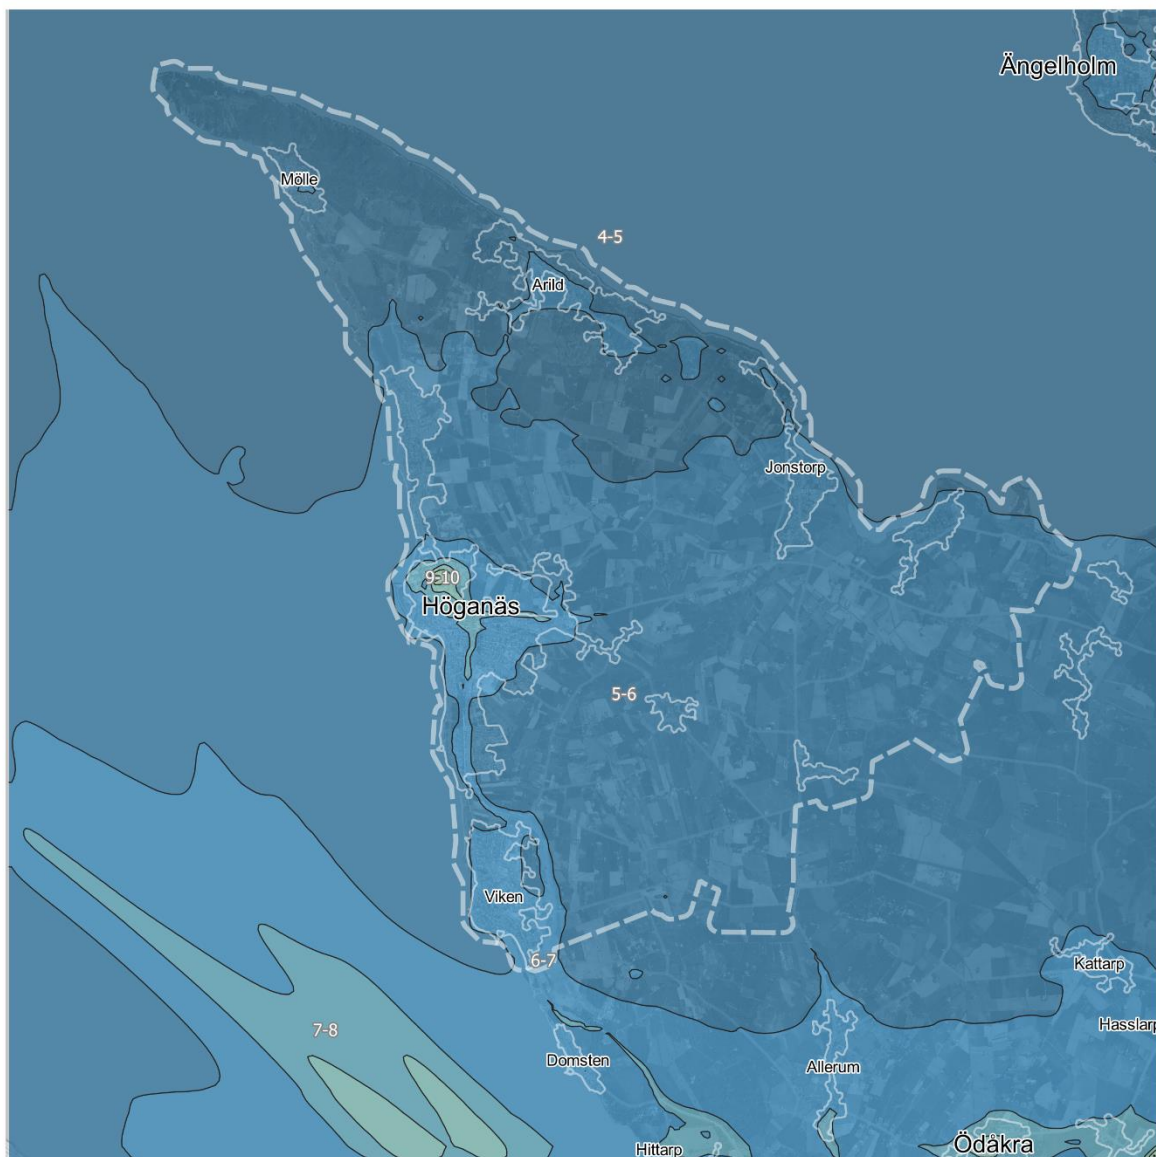 Ängelholm
Mölle
4-5
Arild
Jonstorp
9-10
Höganäs
5-6
Viken
6-7
Kattarp
7-8
Hasslarp
Domsten
Allerum
Hittarp
Ödåkra